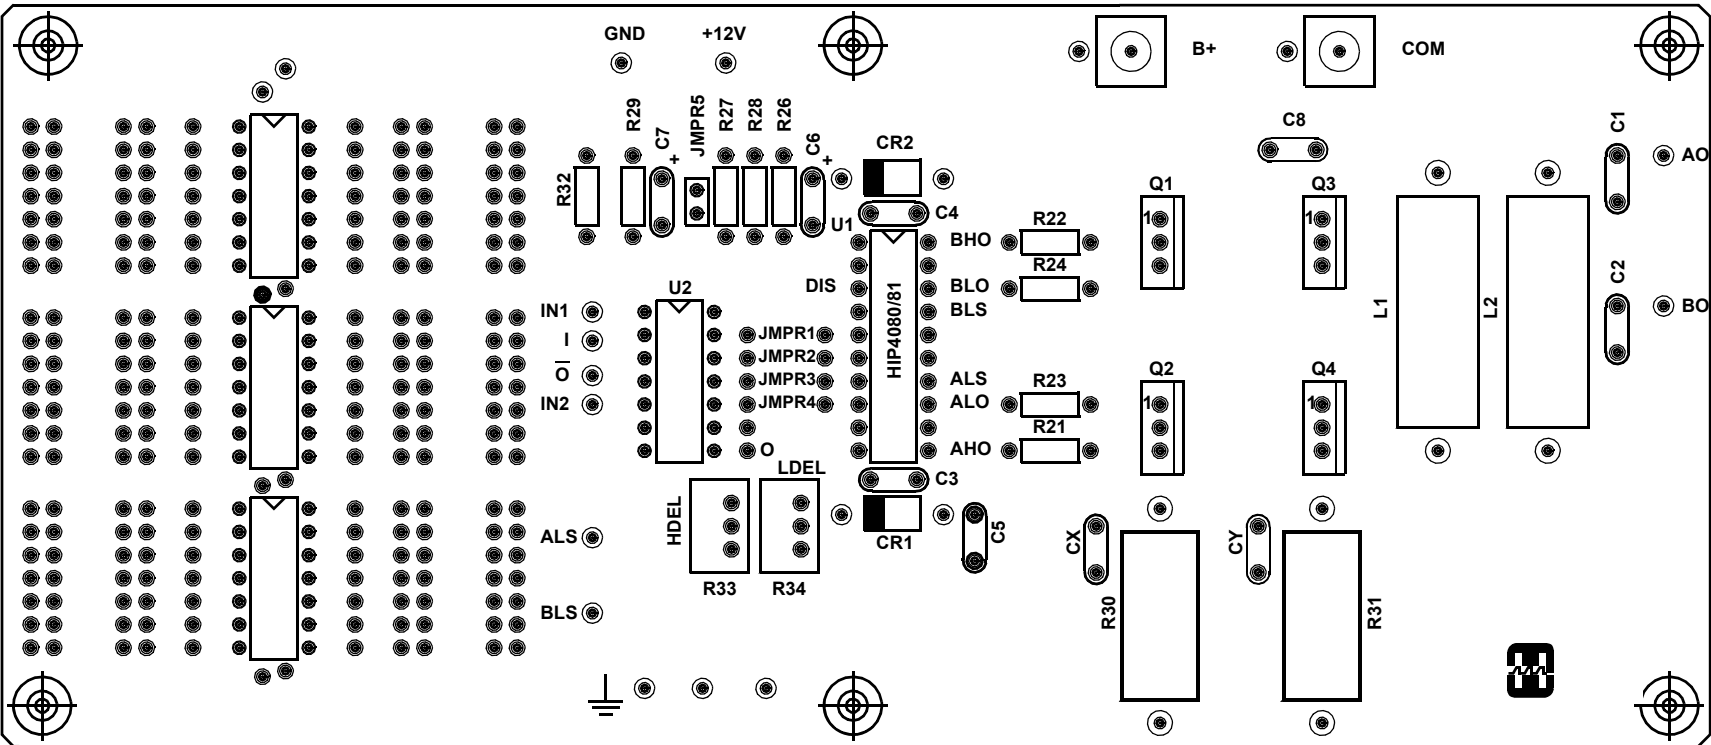 GND
+12V
B+
COM
R29
C7
+
JMPR5
R27
R28
R26
C6
+
CR2
C8
C1
AO
R32
U1
C4
Q1
1
Q3
1
BHO
R22
R24
DIS
BLO
BLS
U2
HIP4080/81
L1
L2
C2
BO
IN1
I
O
IN2
JMPR1
JMPR2
JMPR3
JMPR4
O
ALS
ALO
AHO
R23
R21
Q2
1
Q4
1
LDEL
HDEL
C3
CR1
C5
CX
CY
ALS
BLS
R33
R34
R30
R31